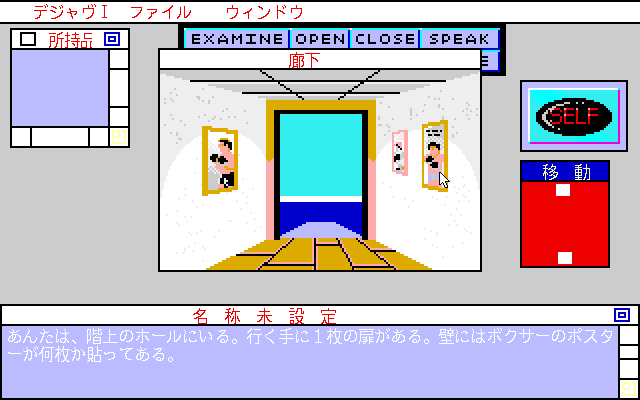 デジャヴI ファイル ウィンドウ
所持品
EXAMINE OPEN CLOSE SPEAK
E
廊下
SELF
移動
名称未設定
あんたは、階上のホールにいる。行く手に1枚の扉がある。壁にはボクサーのポスタ
ーが何枚か貼ってある。